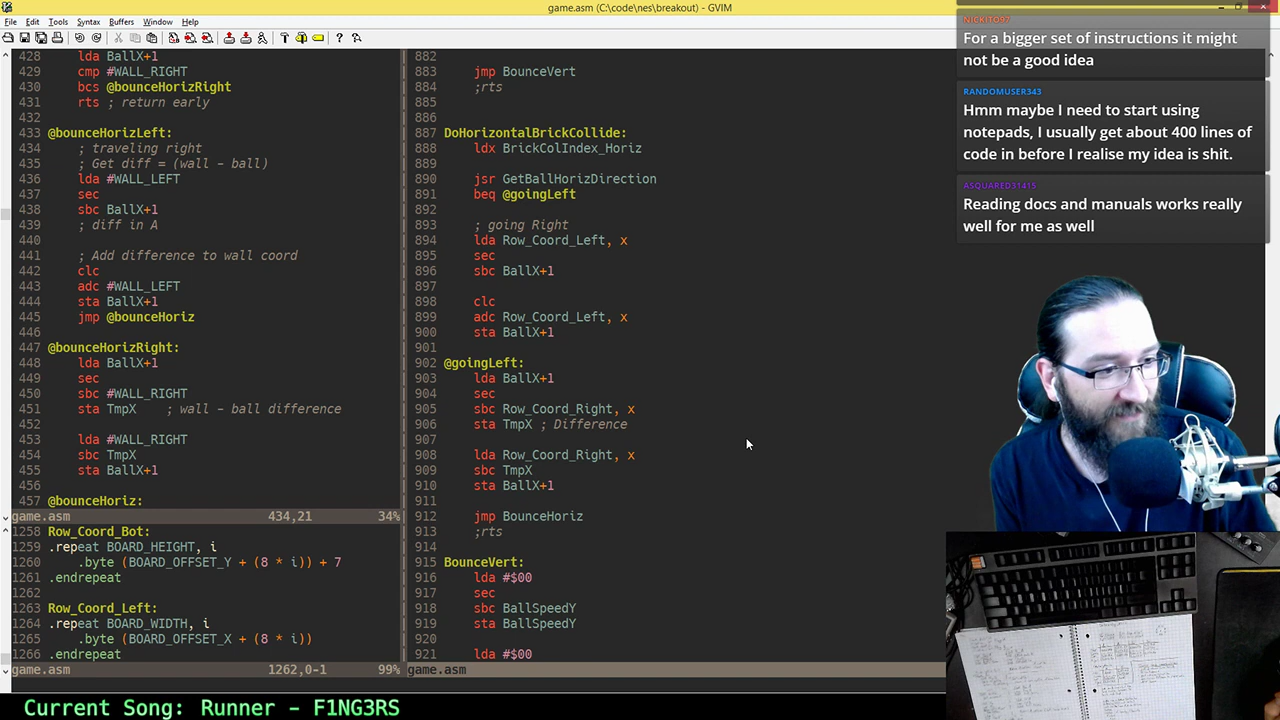 game.asm (C:\code\nes\breakout) - GVIM
File Edit Tools Syntax Buffers Window Help
428 lda BallX+1
429 cmp #WALL_RIGHT
430 bcs @bounceHorizRight
431 rts ; return early
432
433 @bounceHorizLeft:
434 ; traveling right
435 ; Get diff = (wall - ball)
436 lda #WALL_LEFT
437 sec
438 sbc BallX+1
439 ; diff in A
440
441 ; Add difference to wall coord
442 clc
443 adc #WALL_LEFT
444 sta BallX+1
445 jmp @bounceHoriz
446
447 @bounceHorizRight:
448 lda BallX+1
449 sec
450 sbc #WALL_RIGHT
451 sta TmpX ; wall - ball difference
452
453 lda #WALL_RIGHT
454 sbc TmpX
455 sta BallX+1
456
457 @bounceHoriz:
game.asm 434,21 34%
1258 Row_Coord_Bot:
1259 .repeat BOARD_HEIGHT, i
1260 .byte (BOARD_OFFSET_Y + (8 * i)) + 7
1261 .endrepeat
1262
1263 Row_Coord_Left:
1264 .repeat BOARD_WIDTH, i
1265 .byte (BOARD_OFFSET_X + (8 * i))
1266 .endrepeat
game.asm 1262,0-1 99%
882
883 jmp BounceVert
884 ;rts
885
886
887 DoHorizontalBrickCollide:
888 ldx BrickColIndex_Horiz
889
890 jsr GetBallHorizDirection
891 beq @goingLeft
892
893 ; going Right
894 lda Row_Coord_Left, x
895 sec
896 sbc BallX+1
897
898 clc
899 adc Row_Coord_Left, x
900 sta BallX+1
901
902 @goingLeft:
903 lda BallX+1
904 sec
905 sbc Row_Coord_Right, x
906 sta TmpX ; Difference
907
908 lda Row_Coord_Right, x
909 sbc TmpX
910 sta BallX+1
911
912 jmp BounceHoriz
913 ;rts
914
915 BounceVert:
916 lda #$00
917 sec
918 sbc BallSpeedY
919 sta BallSpeedY
920
921 lda #$00
game.asm
NICKITO97
For a bigger set of instructions it might
not be a good idea
RANDOMUSER343
Hmm maybe I need to start using
notepads, I usually get about 400 lines of
code in before I realise my idea is shit.
ASQUARED31415
Reading docs and manuals works really
well for me as well
Current Song: Runner - F1NG3RS